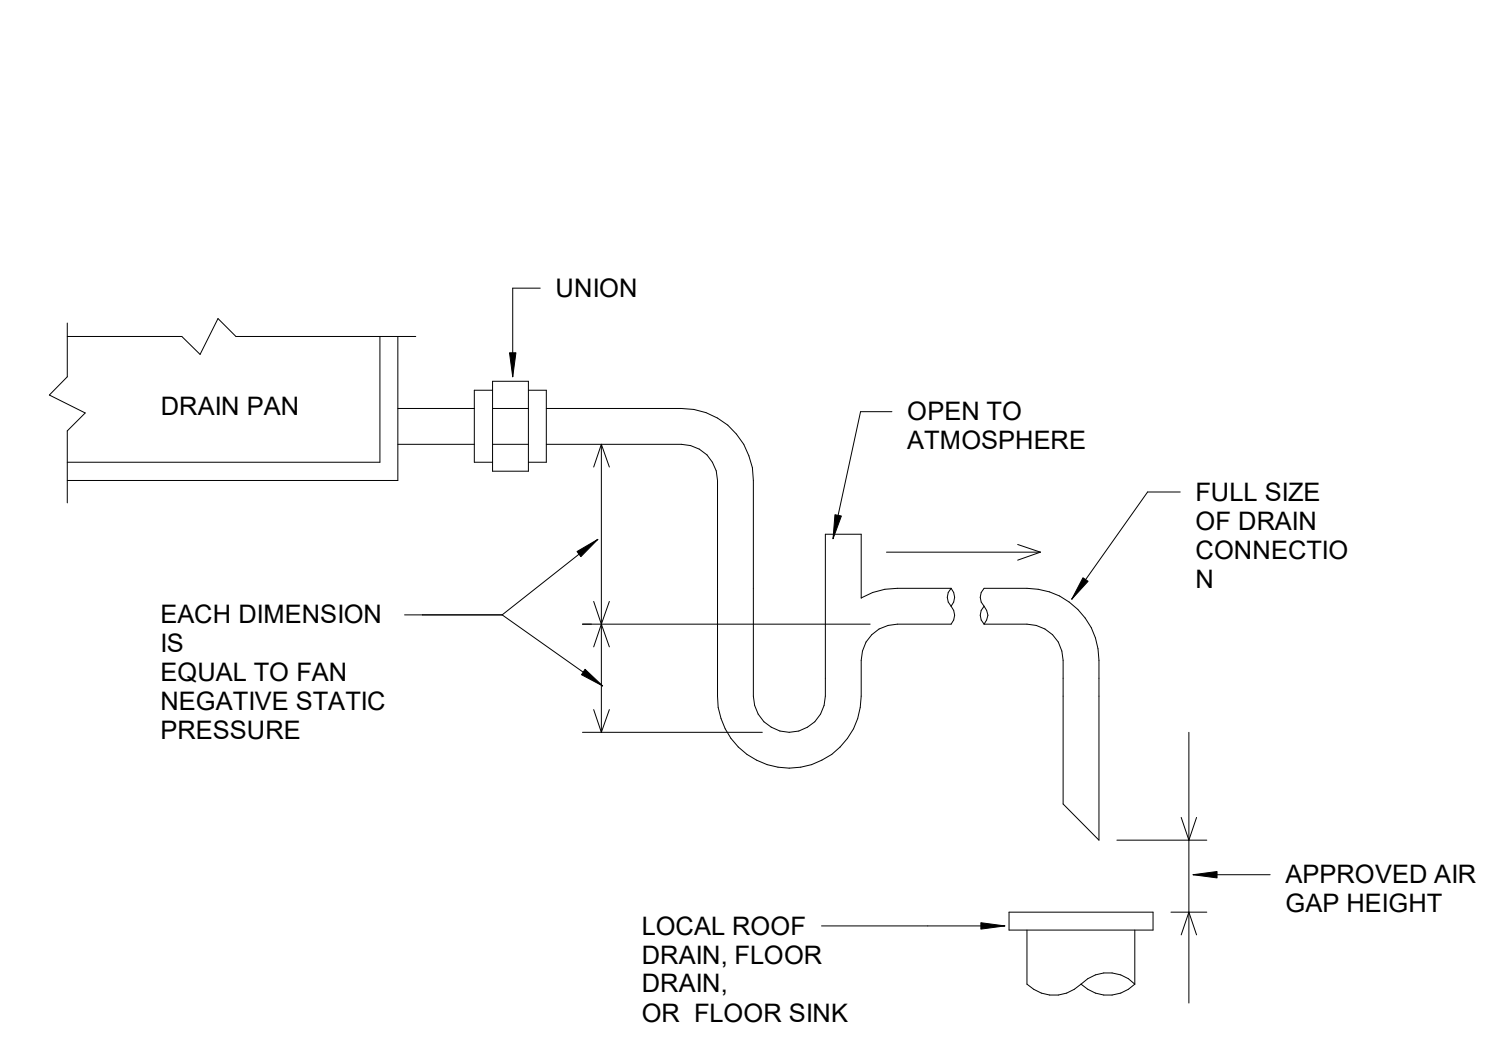 UNION
DRAIN PAN
OPEN TO
ATMOSPHERE
FULL SIZE
OF DRAIN
CONNECTIO
N
EACH DIMENSION
IS
EQUAL TO FAN
NEGATIVE STATIC
PRESSURE
APPROVED AIR
GAP HEIGHT
LOCAL ROOF
DRAIN, FLOOR
DRAIN,
OR FLOOR SINK